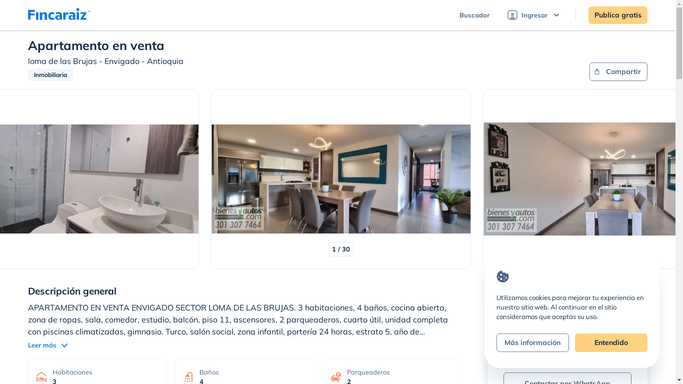 Fincaraiz
Buscador
Ingresar
Publica gratis
Apartamento en venta
loma de las Brujas - Envigado - Antioquia
Inmobiliaria
Compartir
bienesyautos
.com
301 307 7464
bienesyautos
.com
301 307 7464
1 / 30
Descripción general
APARTAMENTO EN VENTA ENVIGADO SECTOR LOMA DE LAS BRUJAS. 3 habitaciones, 4 baños, cocina abierta,
zona de ropas, sala, comedor, estudio, balcón, piso 11, ascensores, 2 parqueaderos, cuarto útil, unidad completa
con piscinas climatizadas, gimnasio. Turco, salón social, zona infantil, portería 24 horas, estrato 5, año de...
Leer más
Habitaciones
3
Baños
4
Parqueaderos
2
Utilizamos cookies para mejorar tu experiencia en
nuestro sitio web. Al continuar en el sitio
consideramos que aceptas su uso.
Más información
Entendido
Contactar por WhatsApp